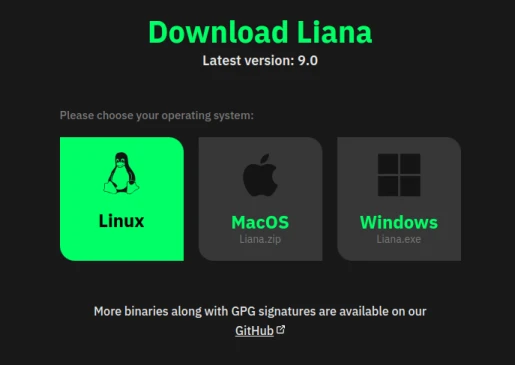 Download Liana
Latest version: 9.0
Please choose your operating system:
Linux
MacOS
Liana.zip
Windows
Liana.exe
More binaries along with GPG signatures are available on our
GitHub